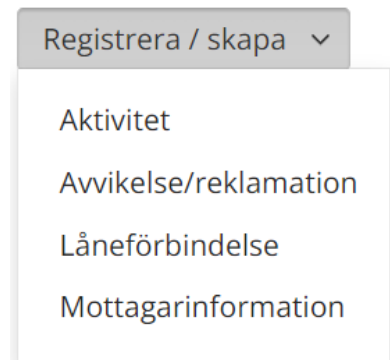 Registrera / skapa
Aktivitet
Avvikelse/reklamation
Låneförbindelse
Mottagarinformation